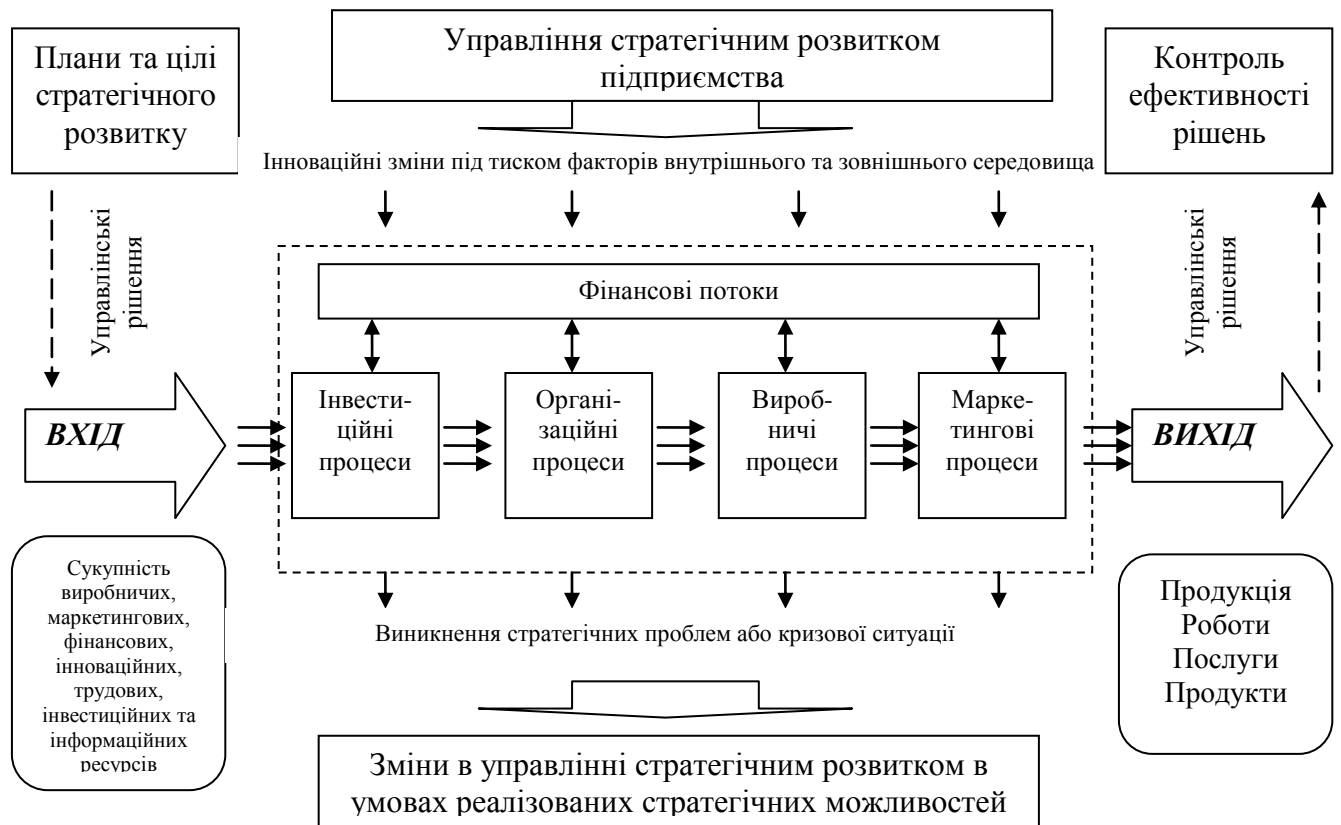 Плани та цілі
стратегічного
розвитку
Управління стратегічним розвитком
підприємства
Контроль
ефективності
рішень
Інноваційні зміни під тиском факторів внутрішнього та зовнішнього середовища
Управлінські
рішення
Управлінські
рішення
Фінансові потоки
ВХІД
Інвести-
ційні
процеси
Органі-
заційні
процеси
Вироб-
ничі
процеси
Марке-
тингові
процеси
ВИХІД
Сукупність
виробничих,
маркетингових,
фінансових,
інноваційних,
трудових,
інвестиційних та
інформаційних
ресурсів
Виникнення стратегічних проблем або кризової ситуації
Продукція
Роботи
Послуги
Продукти
Зміни в управлінні стратегічним розвитком в
умовах реалізованих стратегічних можливостей